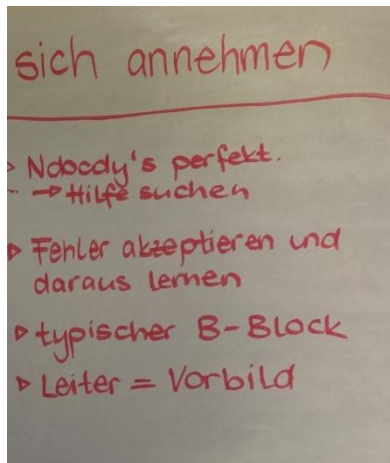 sich annehmen
▹ Nobody's perfekt.
→ Hilfe suchen
▹ Fehler akzeptieren und
daraus lernen
▹ typischer B-Block
▹ Leiter = Vorbild